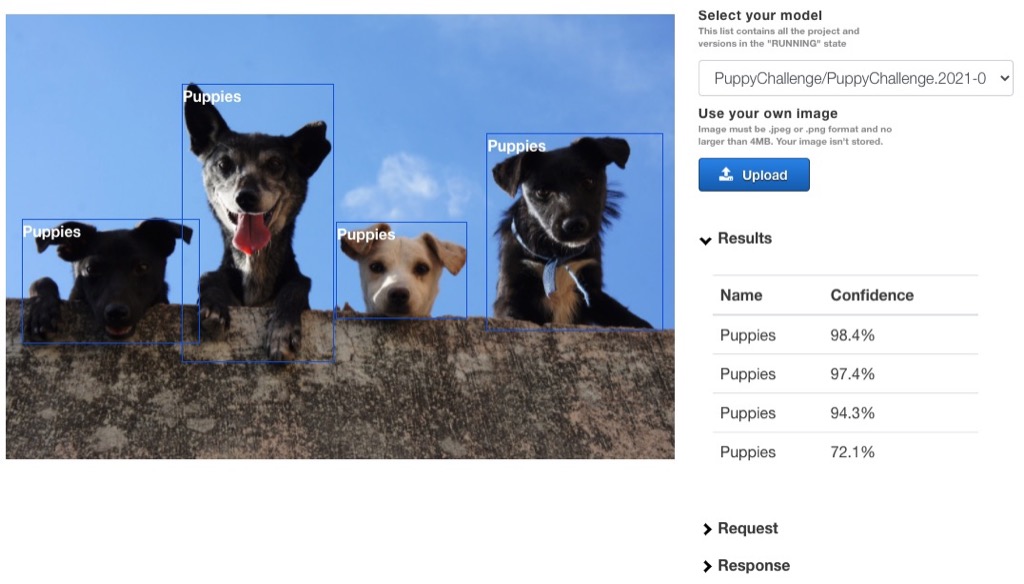 Puppies
Puppies
Puppies
Puppies
Select your model
This list contains all the project and
versions in the "RUNNING" state
PuppyChallenge/PuppyChallenge.2021-0
Use your own image
Image must be .jpeg or .png format and no
larger than 4MB. Your image isn't stored.
Upload
Results
Name Confidence
Puppies 98.4%
Puppies 97.4%
Puppies 94.3%
Puppies 72.1%
Request
Response